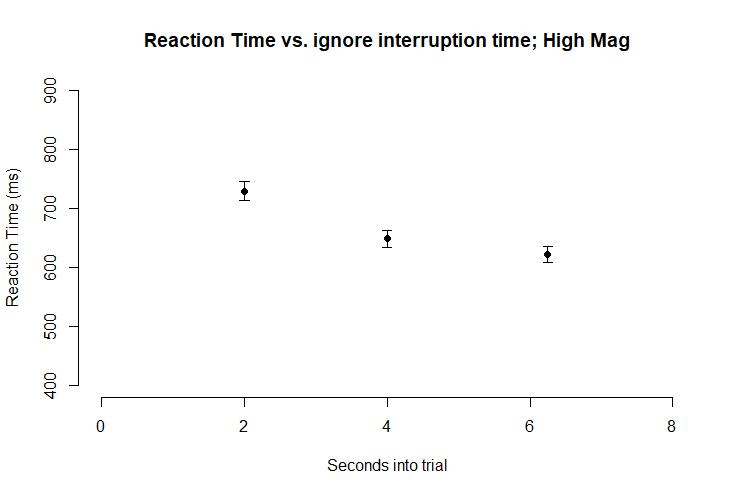 Reaction Time vs. ignore interruption time; High Mag
Reaction Time (ms)
900
800
700
600
500
400
0 2 4 6 8
Seconds into trial